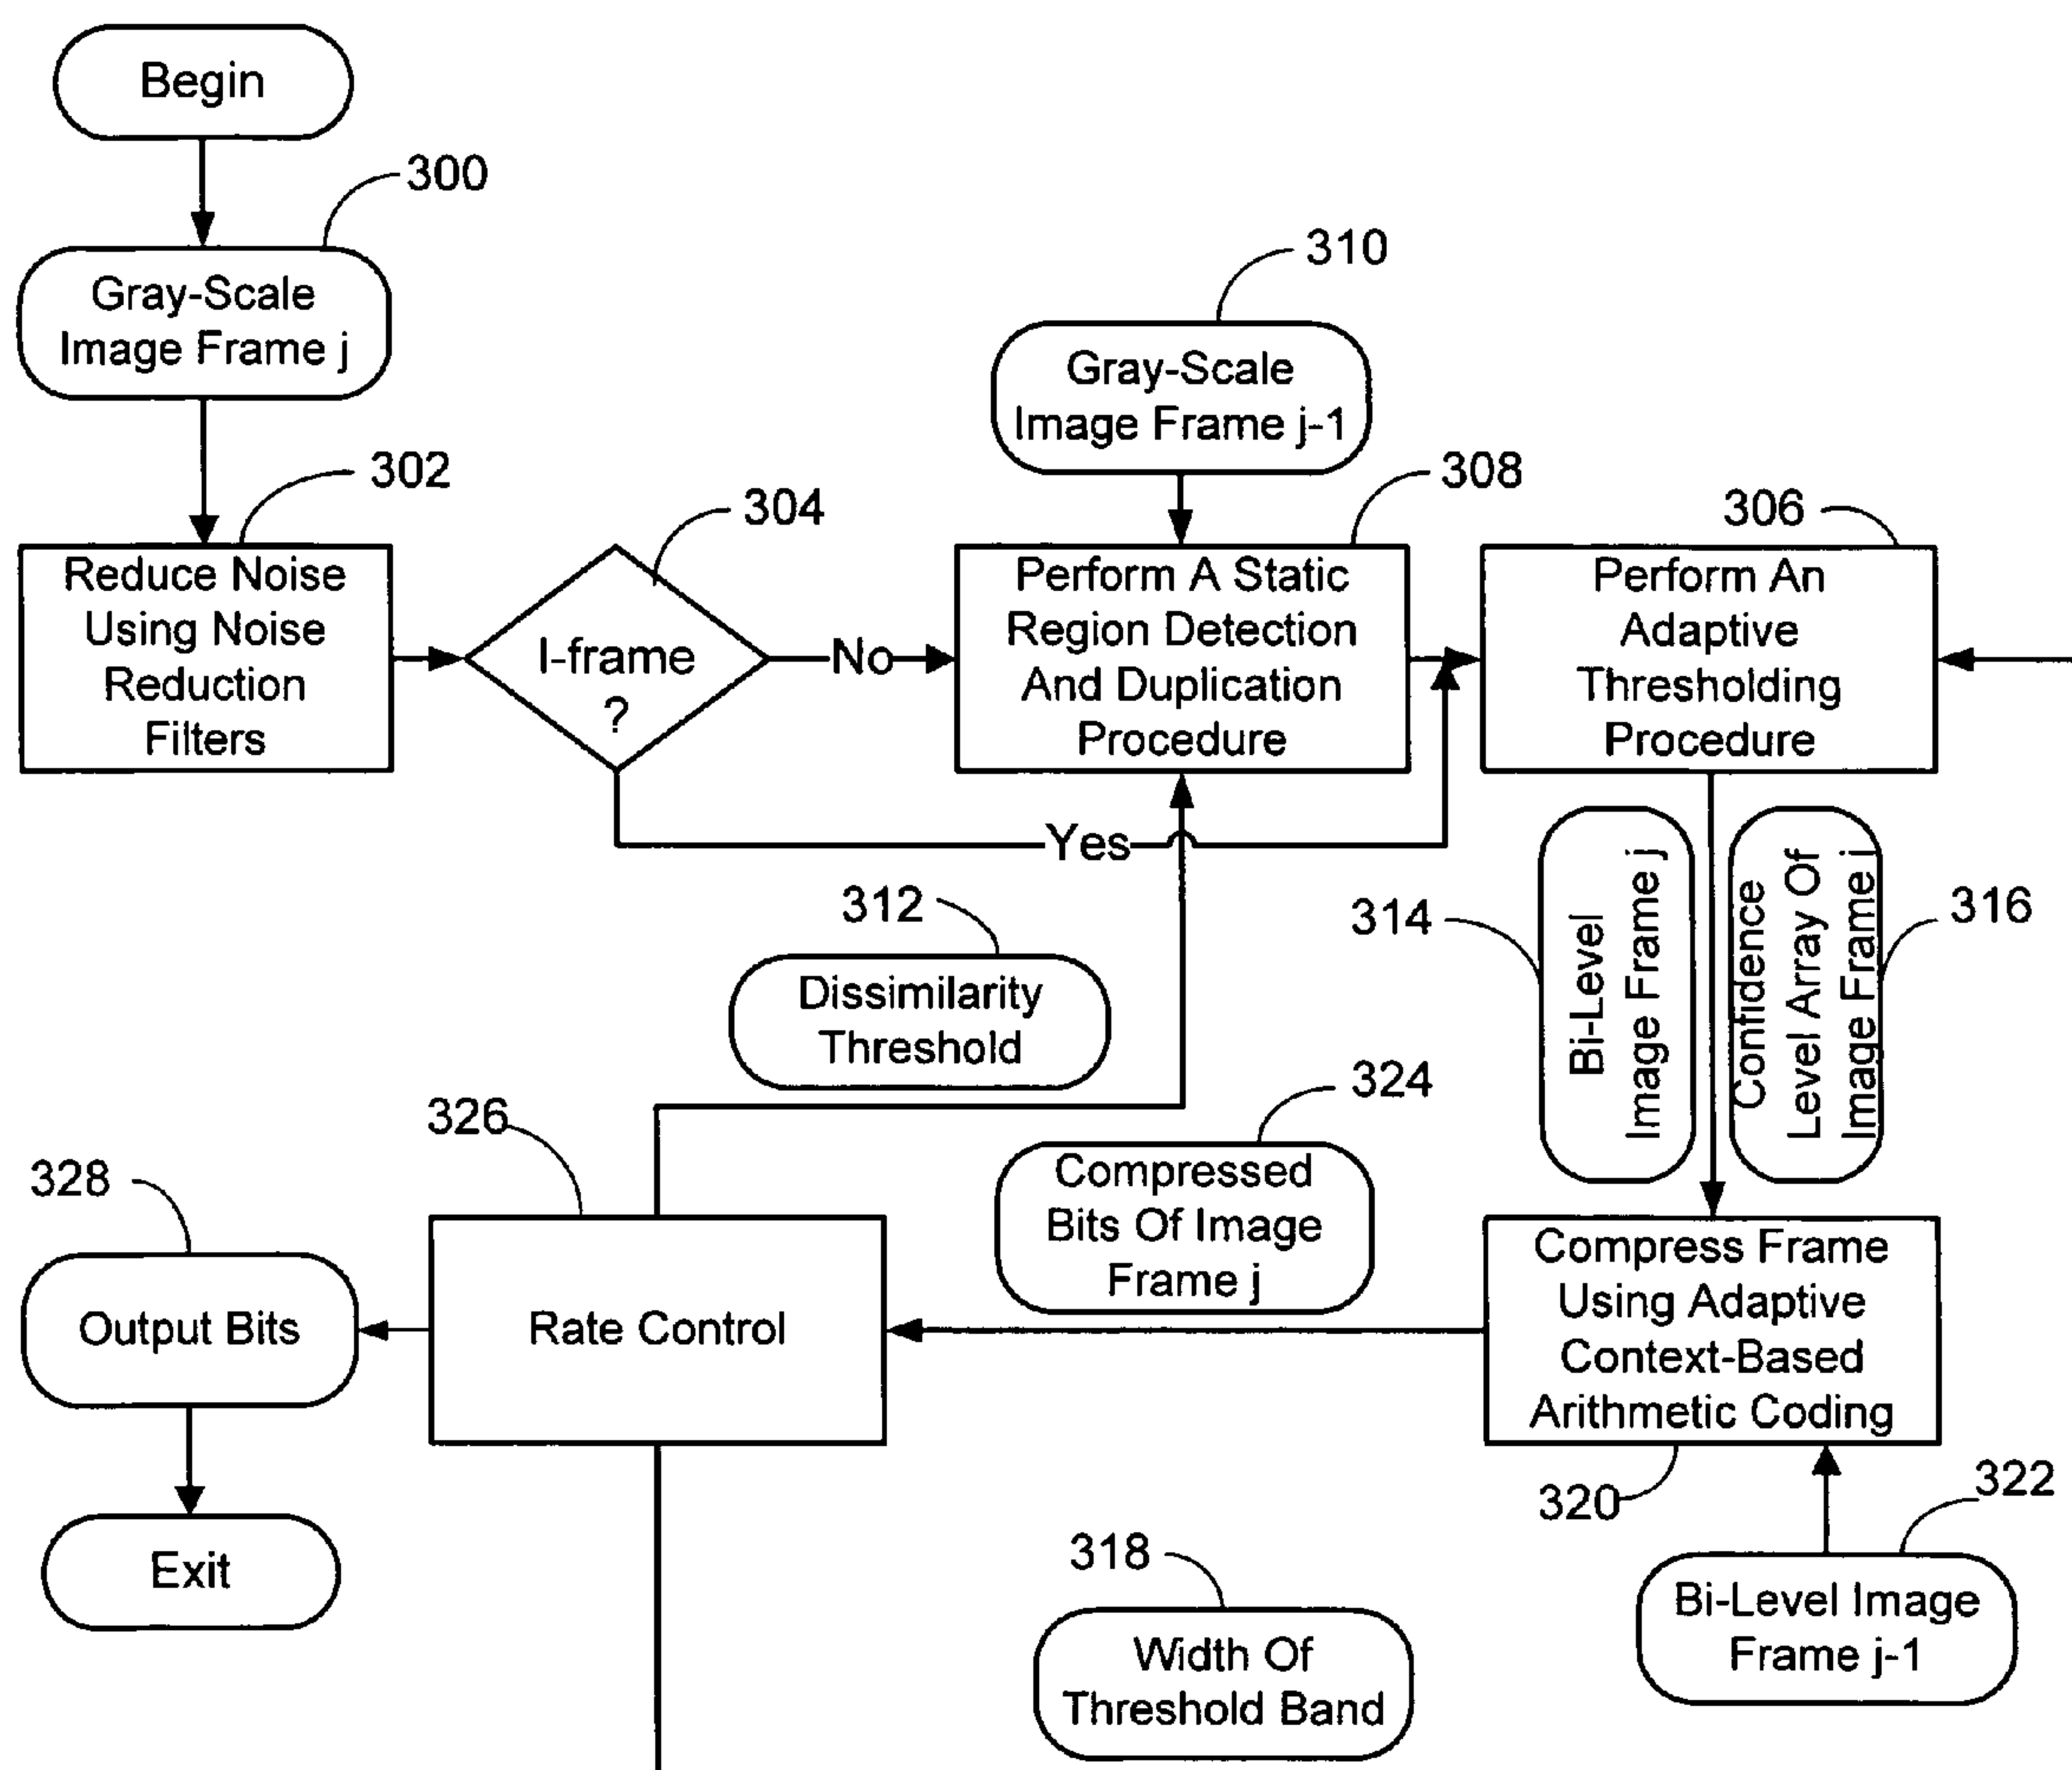 Begin
300
Gray-Scale
Image Frame j
310
Gray-Scale
Image Frame j-1
302
304
308
306
Reduce Noise
Using Noise
Reduction
Filters
I-frame
?
No
Perform A Static
Region Detection
And Duplication
Procedure
Perform An
Adaptive
Thresholding
Procedure
Yes
312
Dissimilarity
Threshold
314
Bi-Level
Image Frame j
Confidence
Level Array Of
Image Frame j
316
324
Compressed
Bits Of Image
Frame j
326
328
Output Bits
Rate Control
Compress Frame
Using Adaptive
Context-Based
Arithmetic Coding
320
322
Exit
318
Width Of
Threshold Band
Bi-Level Image
Frame j-1